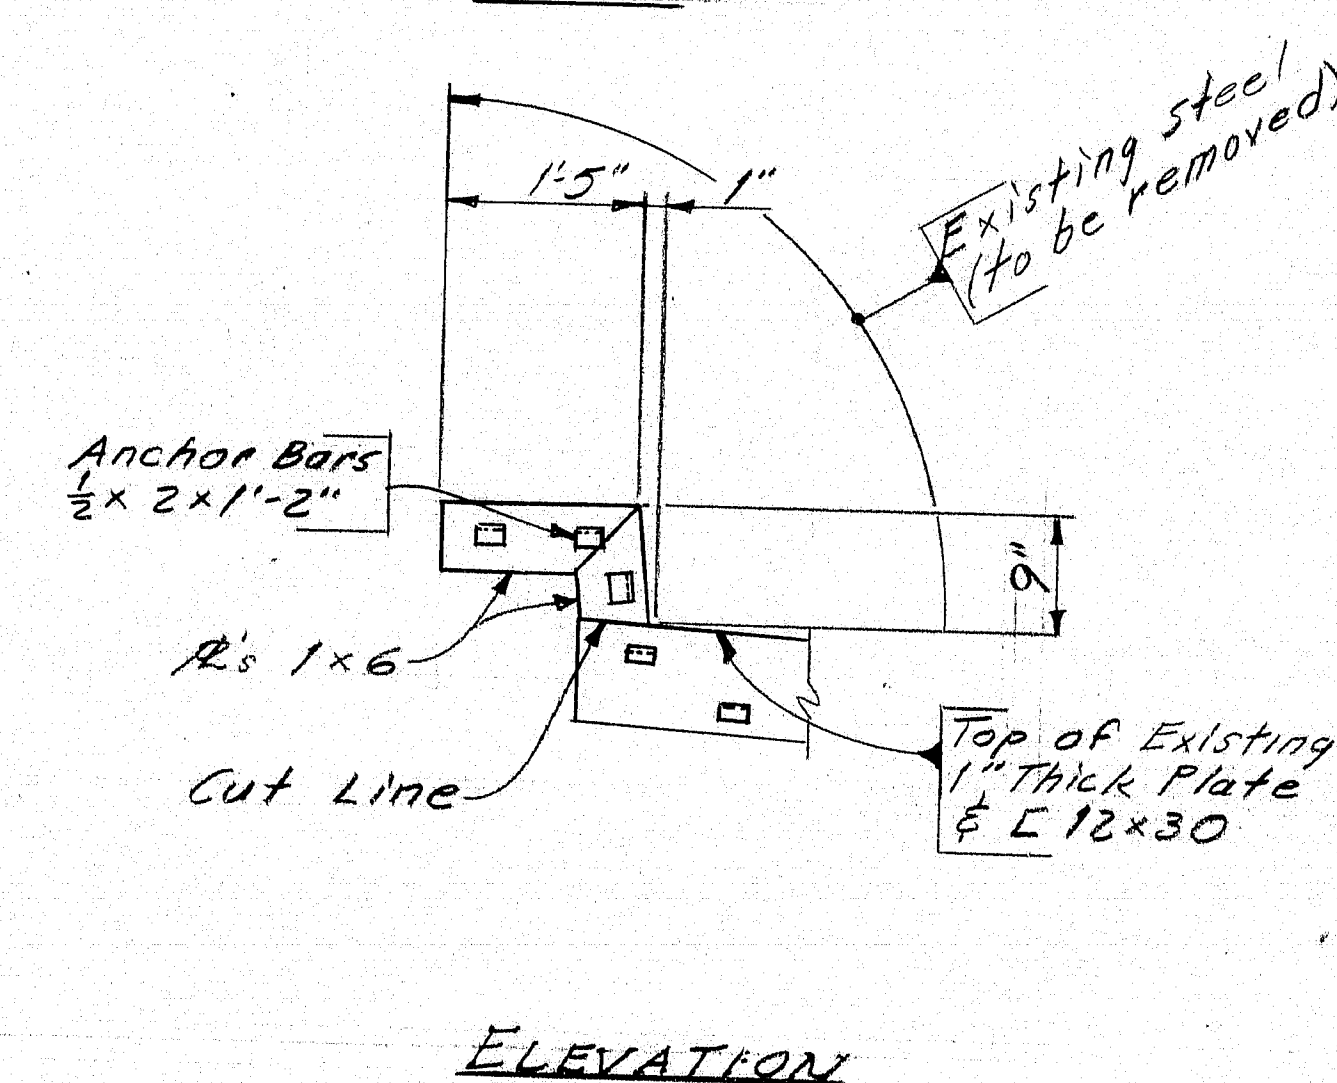 Existing steel
(to be removed)
1'-5"
1"
Anchor Bars
½ x 2 x 1'-2"
9"
PL's 1 x 6
Cut Line
Top of Existing
1" Thick Plate
& [ 12 x 30
ELEVATION